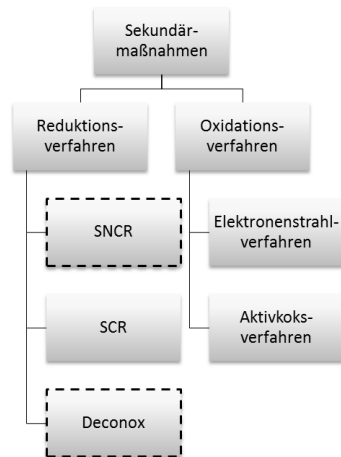 Sekundär-
maßnahmen
Reduktions-
verfahren
Oxidations-
verfahren
SNCR
Elektronenstrahl-
verfahren
SCR
Aktivkoks-
verfahren
Deconox